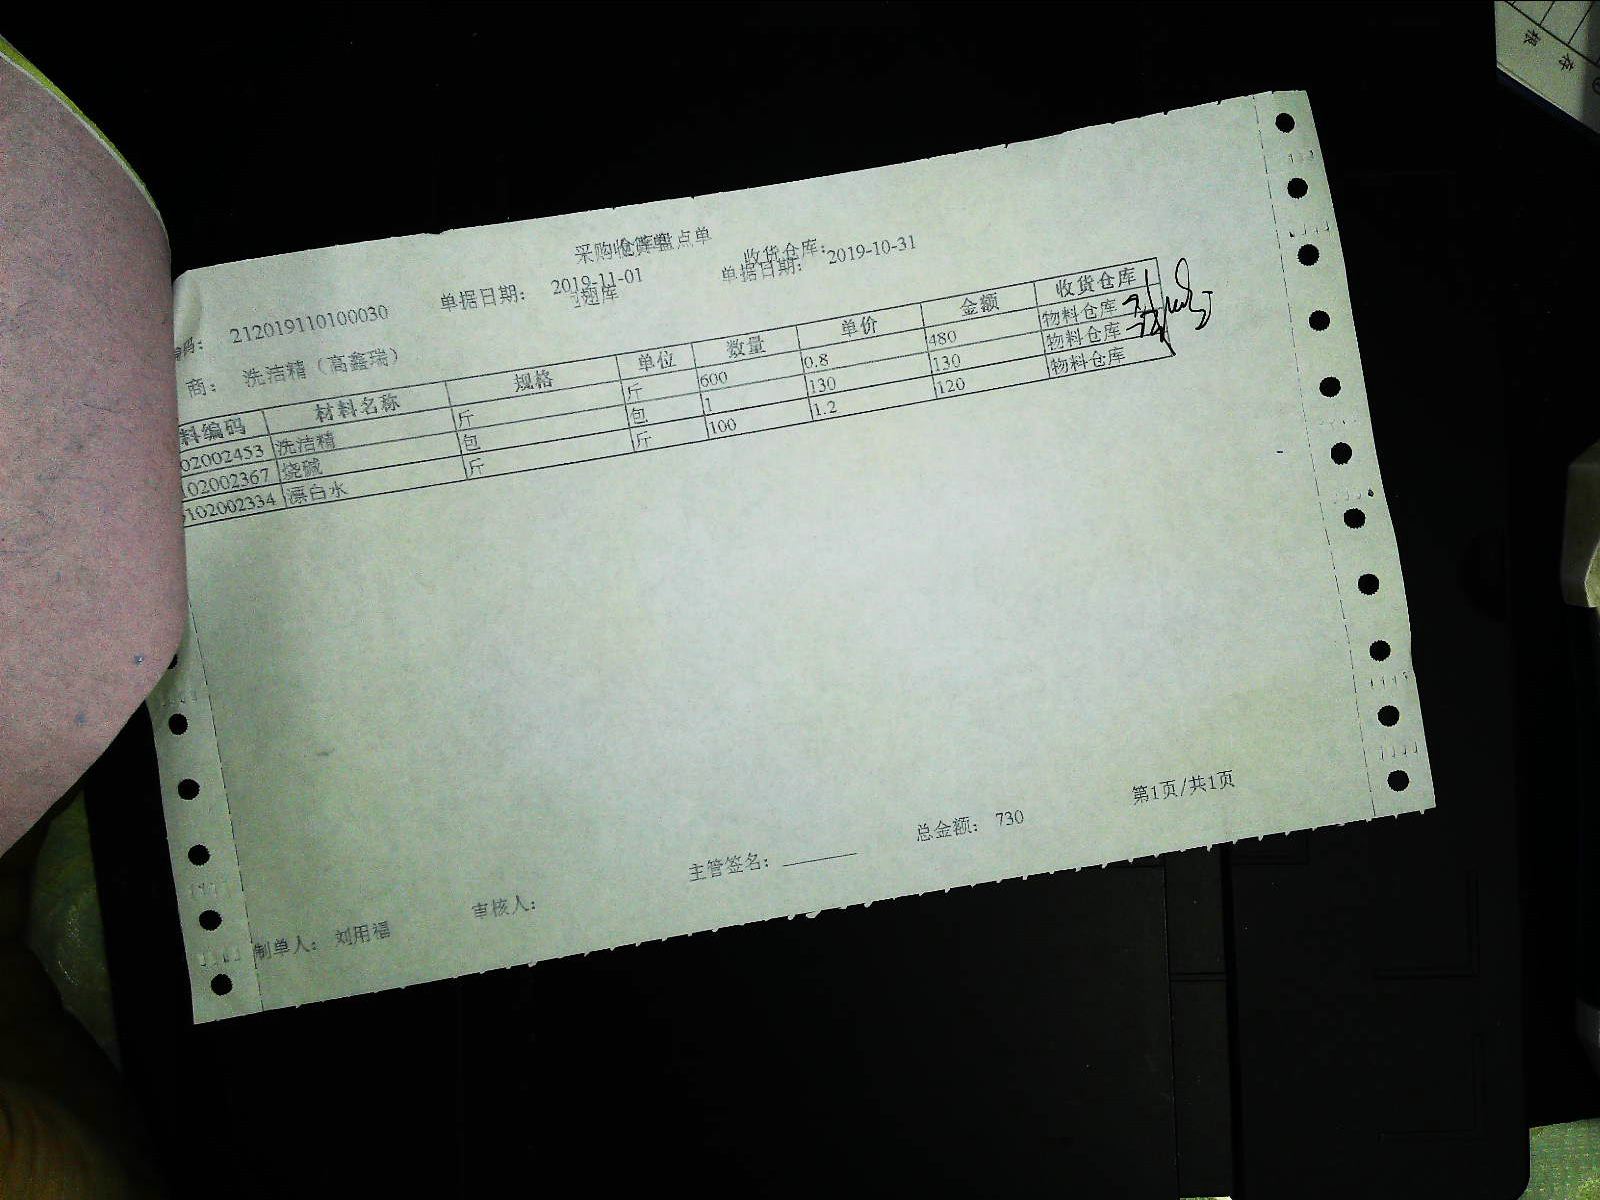 采购 点单
单据日期: 2019-11-01 收货仓库:
单据日期: 2019-10-31
码: 212019110100030
商: 洗洁精（高鑫瑞）
料编码 材料名称 规格 单位 数量 单价 金额 收货仓库
02002453 洗洁精 斤 斤 600 0.8 480 物料仓库
102002367 烧碱 包 包 1 130 130 物料仓库
102002334 漂白水 斤 斤 100 1.2 120 物料仓库
第1页/共1页
总金额: 730
主管签名:
审核人:
制单人: 刘用福